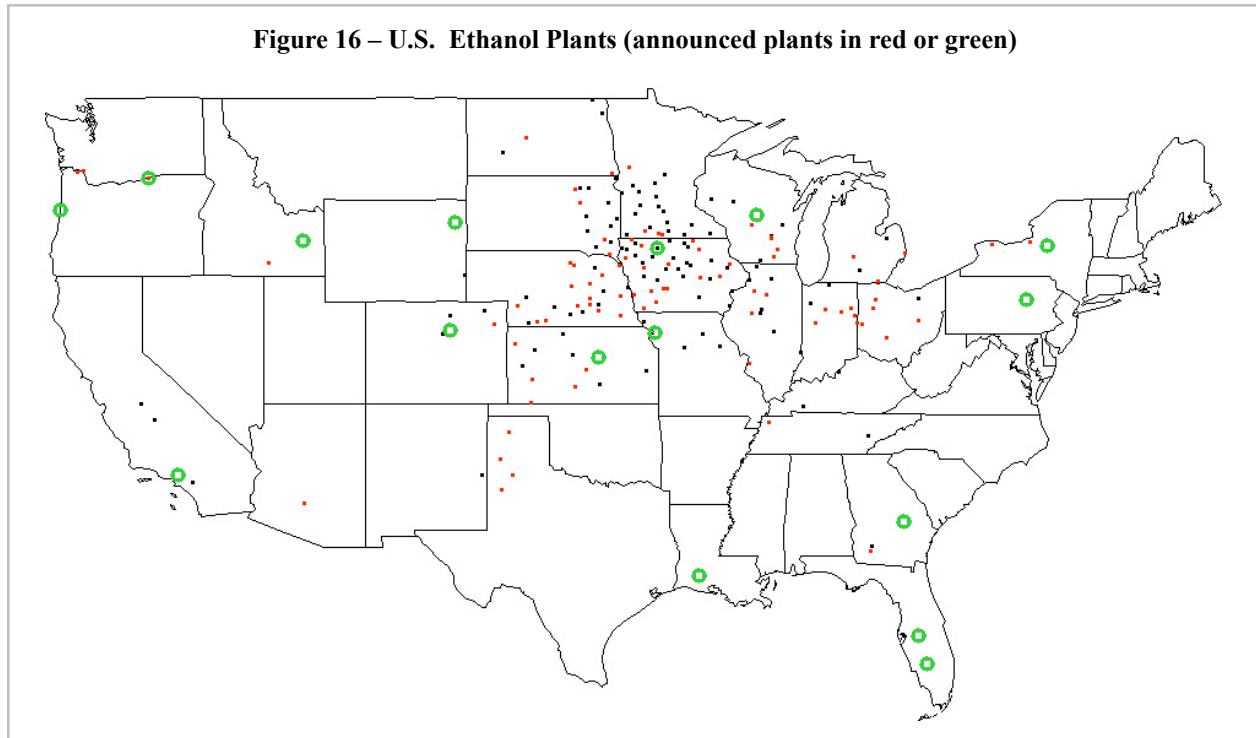 Figure 16 – U.S.  Ethanol Plants (announced plants in red or green)